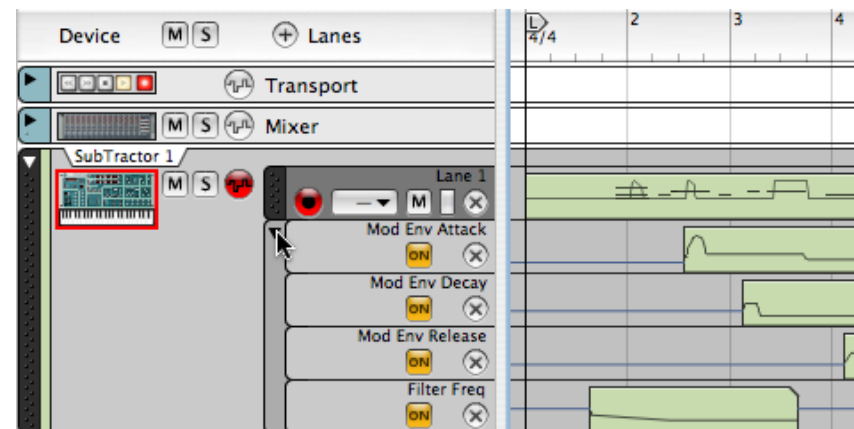 Device M S + Lanes
L 2 3 4
4/4
Transport
M S Mixer
SubTractor 1
M S
Lane 1
M
Mod Env Attack
ON
Mod Env Decay
ON
Mod Env Release
ON
Filter Freq
ON